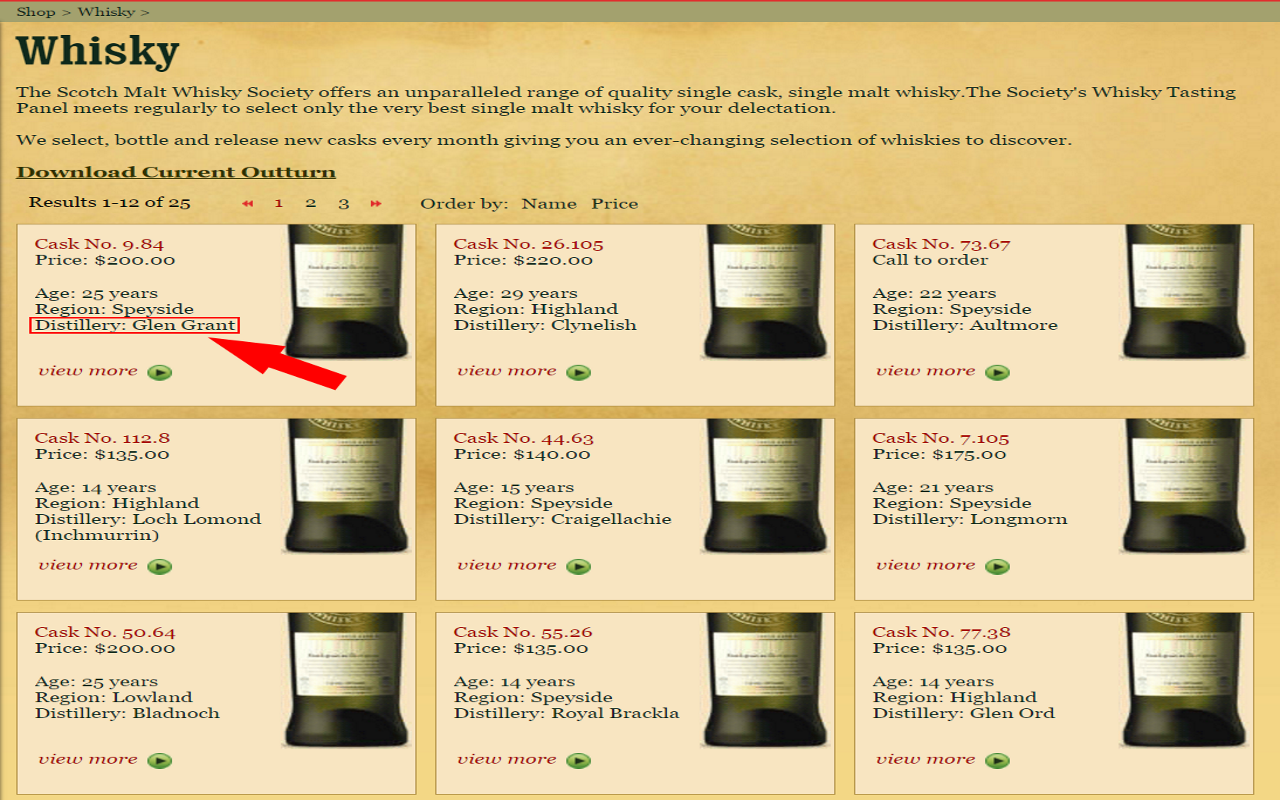 Shop > Whisky >
Whisky
The Scotch Malt Whisky Society offers an unparalleled range of quality single cask, single malt whisky.The Society's Whisky Tasting
Panel meets regularly to select only the very best single malt whisky for your delectation.
We select, bottle and release new casks every month giving you an ever-changing selection of whiskies to discover.
Download Current Outturn
Results 1-12 of 25 1 2 3 Order by: Name Price
Cask No. 9.84
Price: $200.00
Age: 25 years
Region: Speyside
Distillery: Glen Grant
view more
Cask No. 26.105
Price: $220.00
Age: 29 years
Region: Highland
Distillery: Clynelish
view more
Cask No. 73.67
Call to order
Age: 22 years
Region: Speyside
Distillery: Aultmore
view more
Cask No. 112.8
Price: $135.00
Age: 14 years
Region: Highland
Distillery: Loch Lomond
(Inchmurrin)
view more
Cask No. 44.63
Price: $140.00
Age: 15 years
Region: Speyside
Distillery: Craigellachie
view more
Cask No. 7.105
Price: $175.00
Age: 21 years
Region: Speyside
Distillery: Longmorn
view more
Cask No. 50.64
Price: $200.00
Age: 25 years
Region: Lowland
Distillery: Bladnoch
view more
Cask No. 55.26
Price: $135.00
Age: 14 years
Region: Speyside
Distillery: Royal Brackla
view more
Cask No. 77.38
Price: $135.00
Age: 14 years
Region: Highland
Distillery: Glen Ord
view more